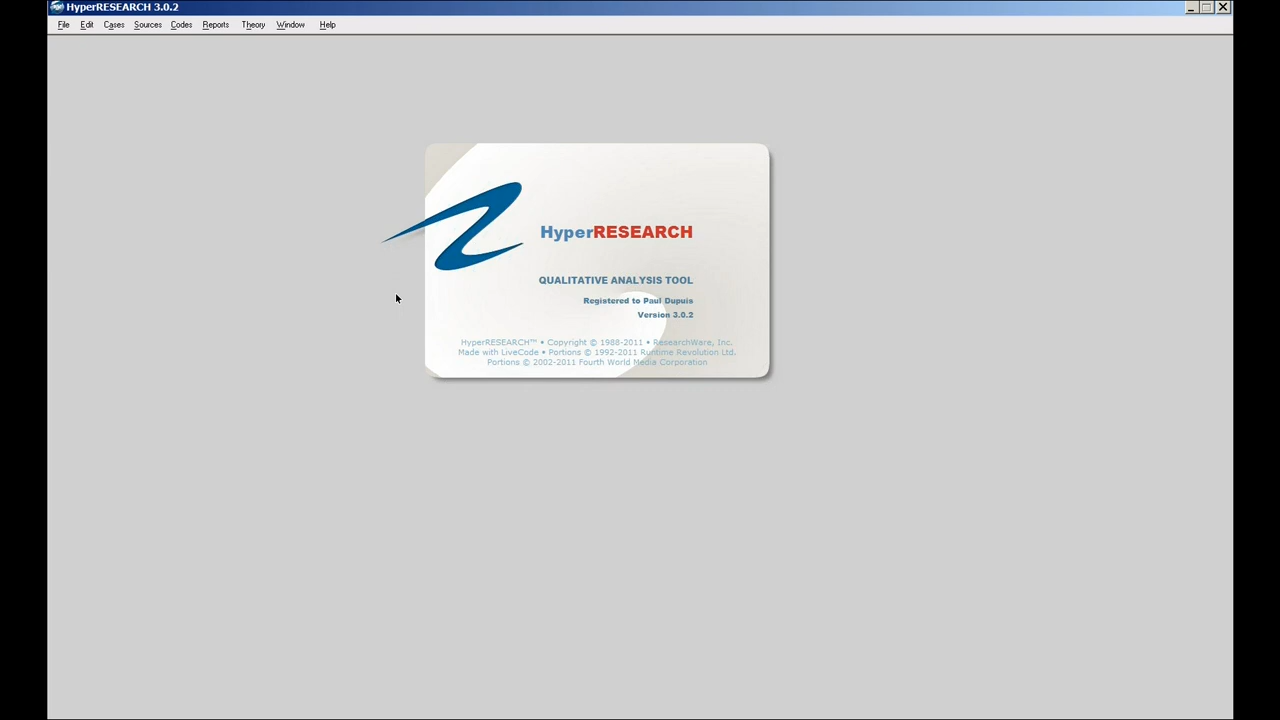 HyperRESEARCH 3.0.2
File Edit Cases Sources Codes Reports Theory Window Help
HyperRESEARCH
QUALITATIVE ANALYSIS TOOL
Registered to Paul Dupuis
Version 3.0.2
HyperRESEARCH™ • Copyright © 1988-2011 • ResearchWare, Inc.
Made with LiveCode • Portions © 1992-2011 Runtime Revolution Ltd.
Portions © 2002-2011 Fourth World Media Corporation